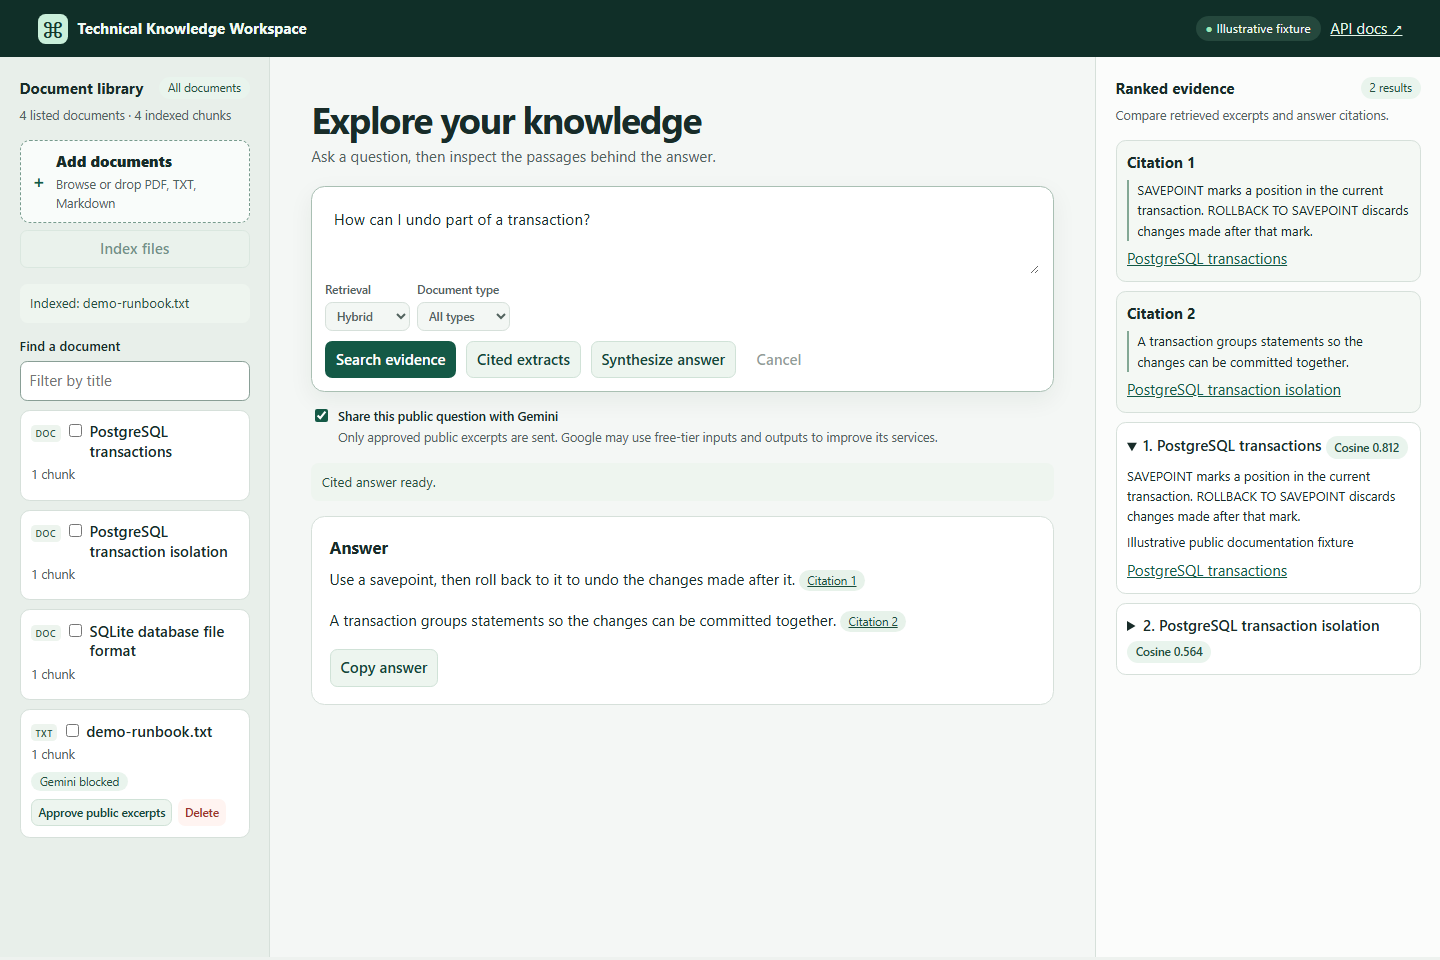 ⌘ Technical Knowledge Workspace
● Illustrative fixture
API docs ↗
Document library
All documents
4 listed documents · 4 indexed chunks
+
Add documents
Browse or drop PDF, TXT,
Markdown
Index files
Indexed: demo-runbook.txt
Find a document
Filter by title
DOC PostgreSQL
transactions
1 chunk
DOC PostgreSQL
transaction isolation
1 chunk
DOC SQLite database file
format
1 chunk
TXT demo-runbook.txt
1 chunk
Gemini blocked
Approve public excerpts Delete
Explore your knowledge
Ask a question, then inspect the passages behind the answer.
How can I undo part of a transaction?
Retrieval Document type
Hybrid All types
Search evidence Cited extracts Synthesize answer Cancel
Share this public question with Gemini
Only approved public excerpts are sent. Google may use free-tier inputs and outputs to improve its services.
Cited answer ready.
Answer
Use a savepoint, then roll back to it to undo the changes made after it. Citation 1
A transaction groups statements so the changes can be committed together. Citation 2
Copy answer
Ranked evidence
2 results
Compare retrieved excerpts and answer citations.
Citation 1
SAVEPOINT marks a position in the current
transaction. ROLLBACK TO SAVEPOINT discards
changes made after that mark.
PostgreSQL transactions
Citation 2
A transaction groups statements so the
changes can be committed together.
PostgreSQL transaction isolation
▼ 1. PostgreSQL transactions Cosine 0.812
SAVEPOINT marks a position in the current
transaction. ROLLBACK TO SAVEPOINT discards
changes made after that mark.
Illustrative public documentation fixture
PostgreSQL transactions
▶ 2. PostgreSQL transaction isolation
Cosine 0.564